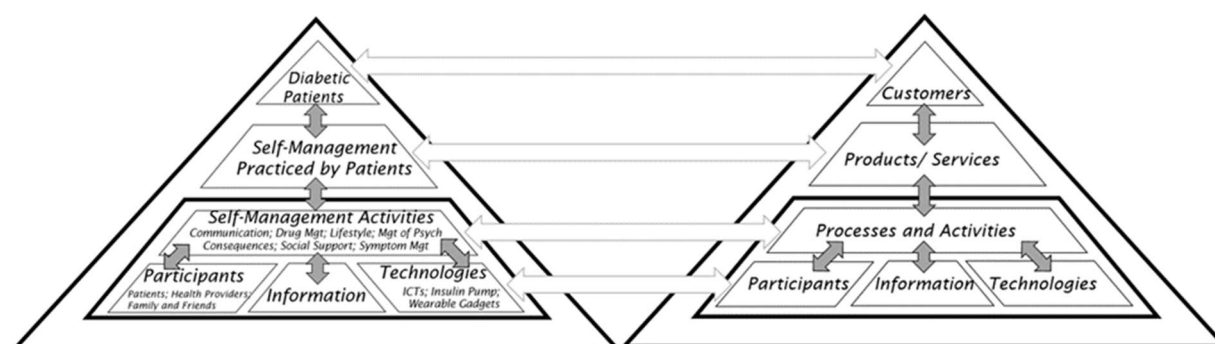 Diabetic
Patients
Self-Management
Practiced by Patients
Self-Management Activities
Communication; Drug Mgt; Lifestyle; Mgt of Psych
Consequences; Social Support; Symptom Mgt
Participants
Patients; Health Providers;
Family and Friends
Information
Technologies
ICTs; Insulin Pump;
Wearable Gadgets
Customers
Products/ Services
Processes and Activities
Participants
Information
Technologies